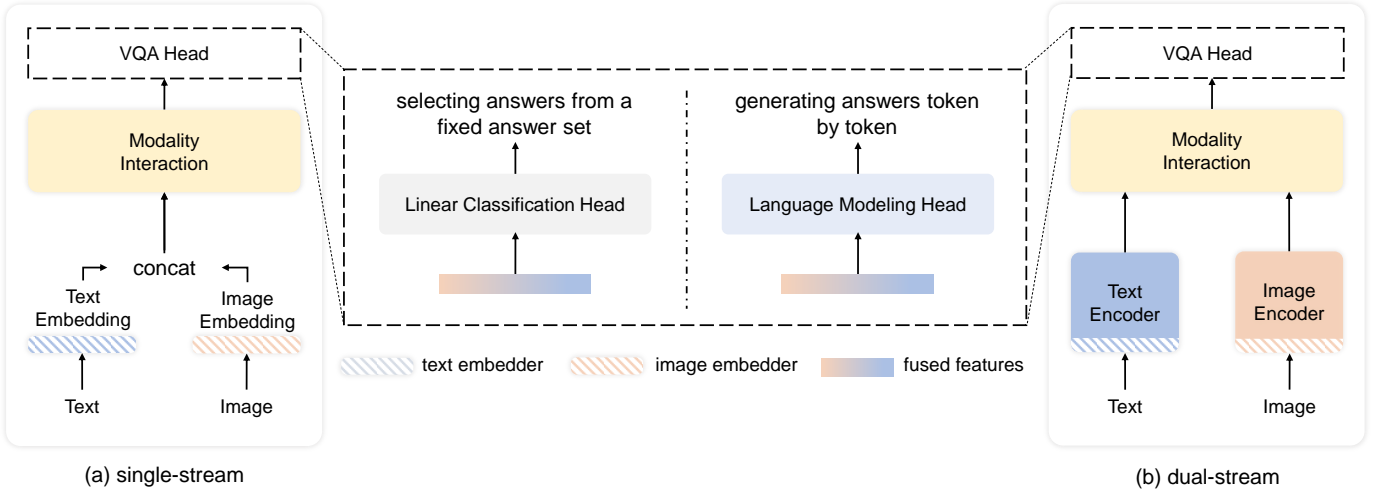 VQA Head
Modality
Interaction
concat
Text
Embedding
Image
Embedding
Text
Image
(a) single-stream
selecting answers from a
fixed answer set
Linear Classification Head
generating answers token
by token
Language Modeling Head
text embedder
image embedder
fused features
VQA Head
Modality
Interaction
Text
Encoder
Image
Encoder
Text
Image
(b) dual-stream